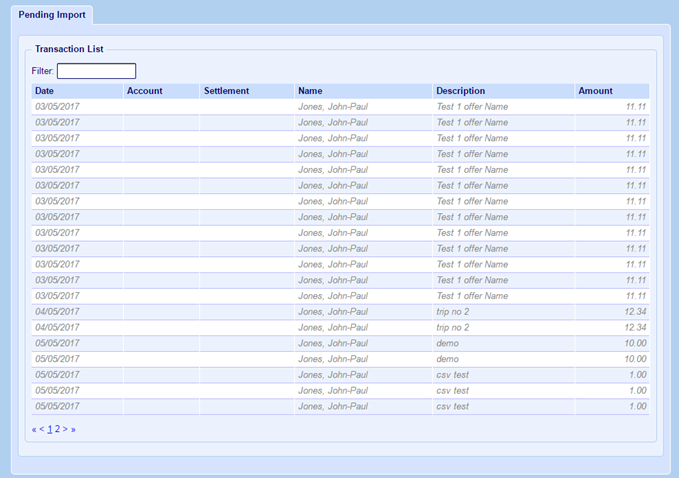 Pending Import
Transaction List
Filter:
Date Account Settlement Name Description Amount
03/05/2017 Jones, John-Paul Test 1 offer Name 11.11
03/05/2017 Jones, John-Paul Test 1 offer Name 11.11
03/05/2017 Jones, John-Paul Test 1 offer Name 11.11
03/05/2017 Jones, John-Paul Test 1 offer Name 11.11
03/05/2017 Jones, John-Paul Test 1 offer Name 11.11
03/05/2017 Jones, John-Paul Test 1 offer Name 11.11
03/05/2017 Jones, John-Paul Test 1 offer Name 11.11
03/05/2017 Jones, John-Paul Test 1 offer Name 11.11
03/05/2017 Jones, John-Paul Test 1 offer Name 11.11
03/05/2017 Jones, John-Paul Test 1 offer Name 11.11
03/05/2017 Jones, John-Paul Test 1 offer Name 11.11
03/05/2017 Jones, John-Paul Test 1 offer Name 11.11
03/05/2017 Jones, John-Paul Test 1 offer Name 11.11
04/05/2017 Jones, John-Paul trip no 2 12.34
04/05/2017 Jones, John-Paul trip no 2 12.34
05/05/2017 Jones, John-Paul demo 10.00
05/05/2017 Jones, John-Paul demo 10.00
05/05/2017 Jones, John-Paul csv test 1.00
05/05/2017 Jones, John-Paul csv test 1.00
05/05/2017 Jones, John-Paul csv test 1.00
« < 1 2 > »